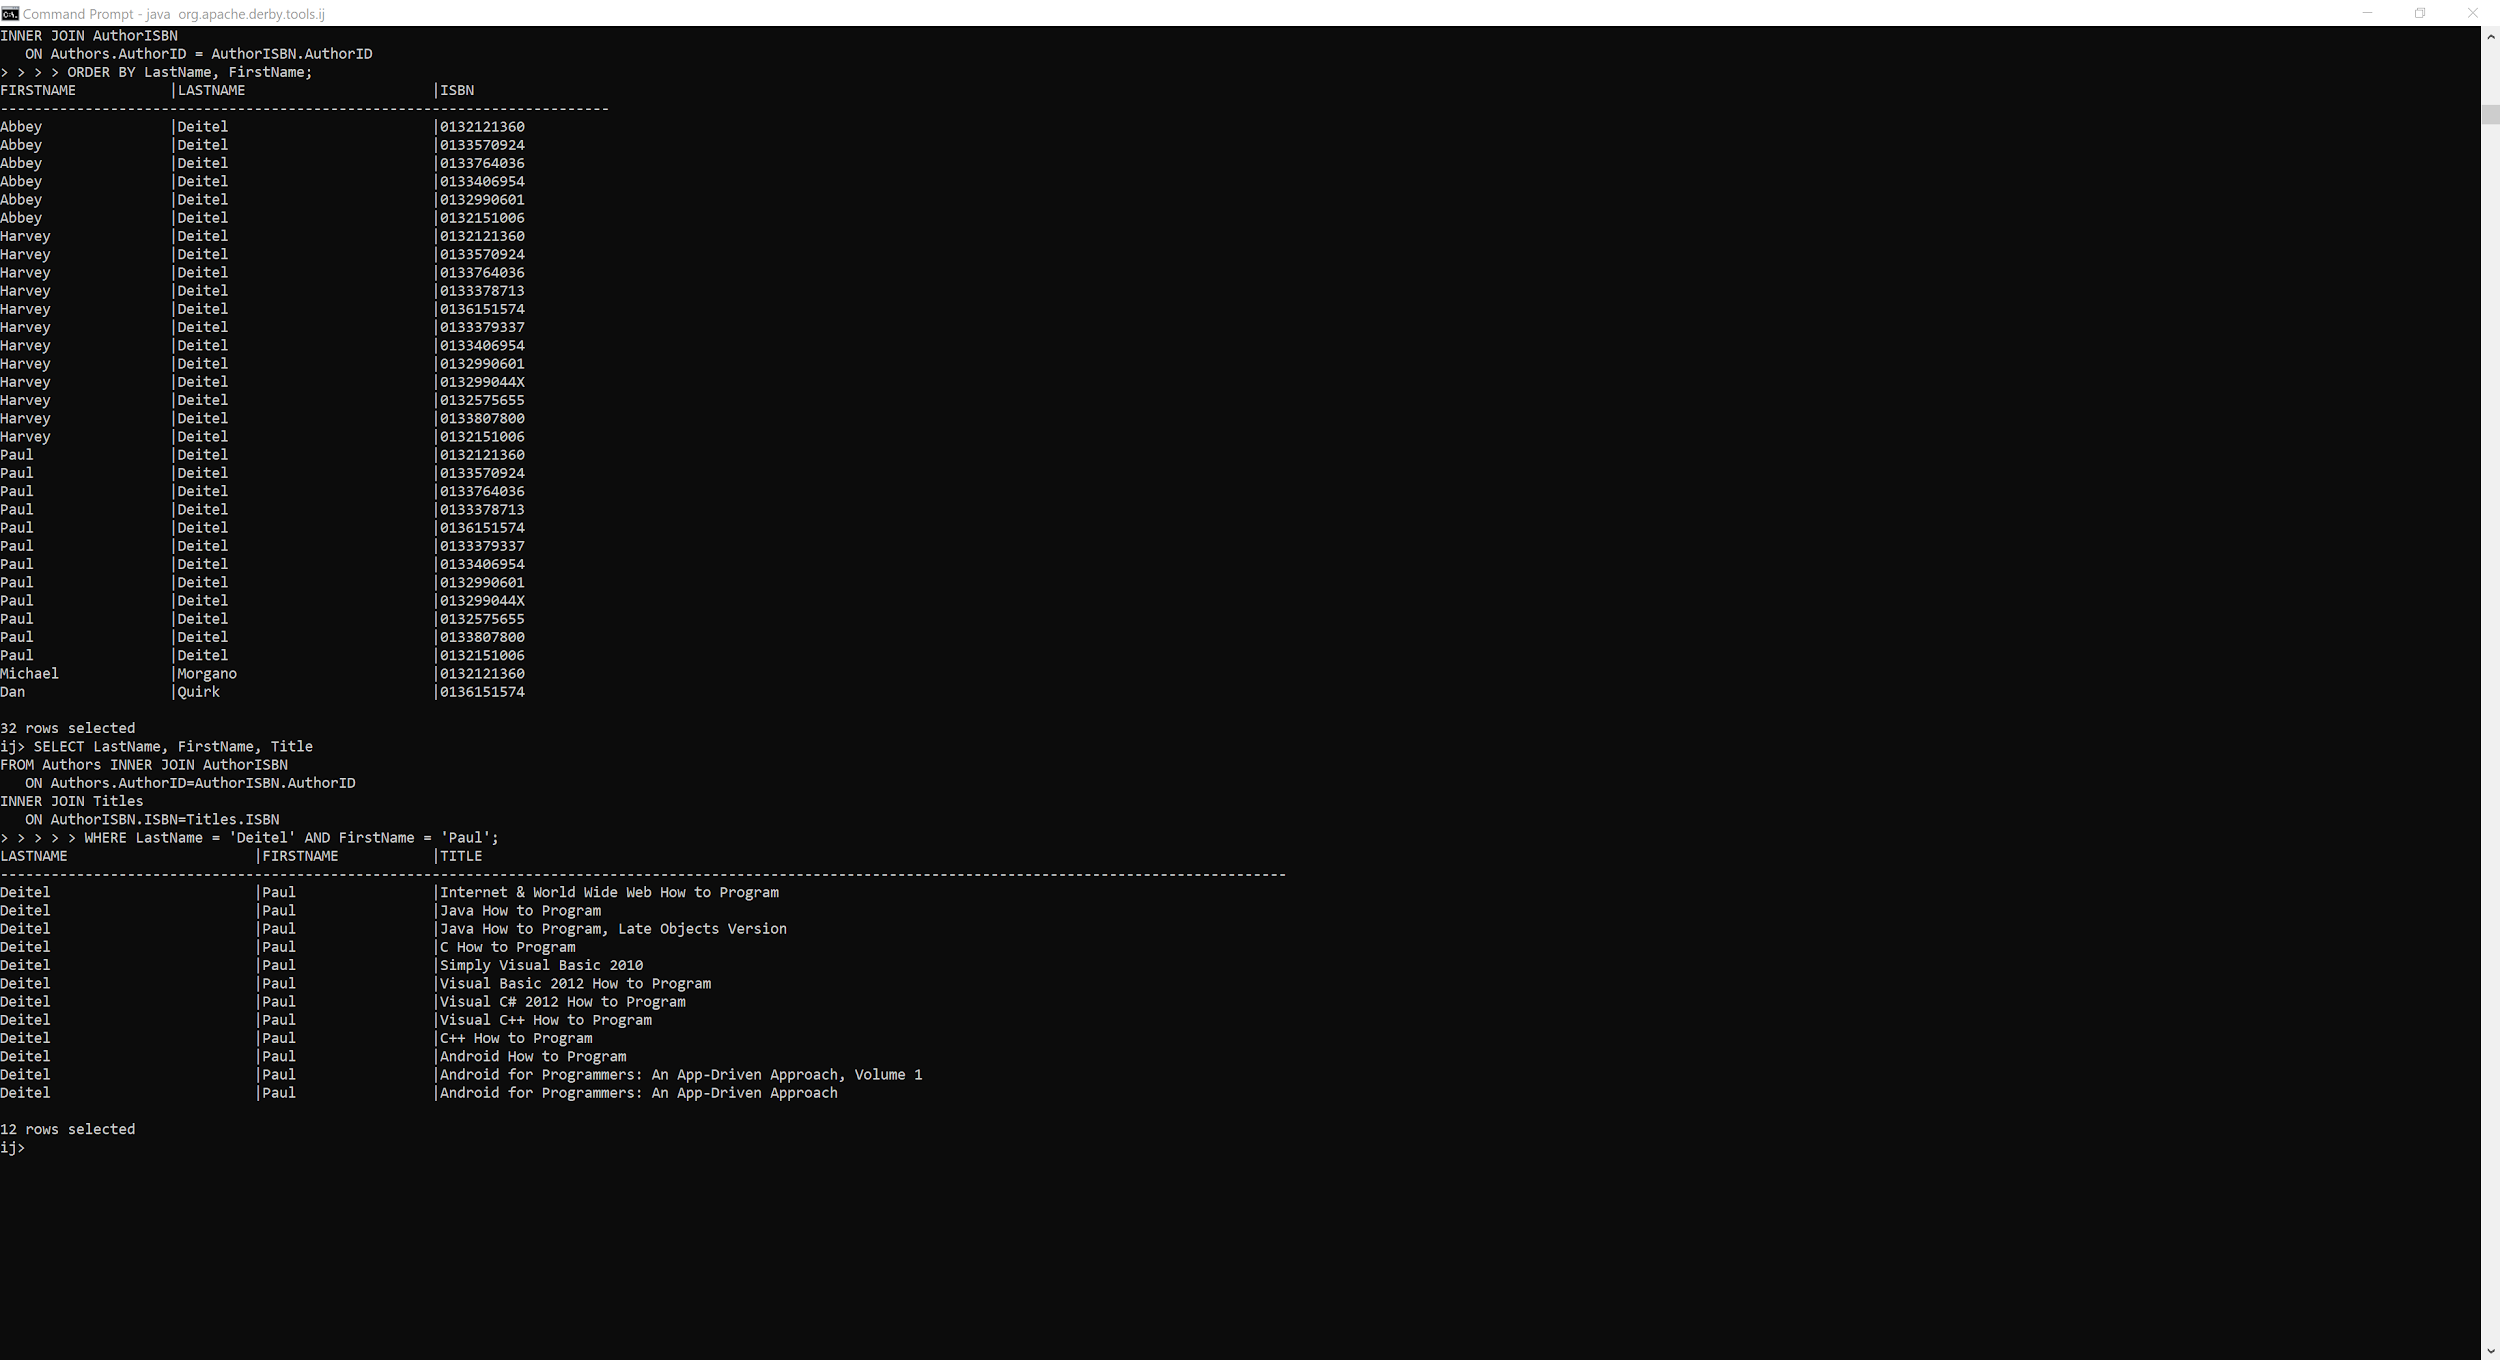 Command Prompt - java  org.apache.derby.tools.ij
INNER JOIN AuthorISBN
   ON Authors.AuthorID = AuthorISBN.AuthorID
> > > > ORDER BY LastName, FirstName;
FIRSTNAME           |LASTNAME                      |ISBN
------------------------------------------------------------------------
Abbey               |Deitel                        |0132121360
Abbey               |Deitel                        |0133570924
Abbey               |Deitel                        |0133764036
Abbey               |Deitel                        |0133406954
Abbey               |Deitel                        |0132990601
Abbey               |Deitel                        |0132151006
Harvey              |Deitel                        |0132121360
Harvey              |Deitel                        |0133570924
Harvey              |Deitel                        |0133764036
Harvey              |Deitel                        |0133378713
Harvey              |Deitel                        |0136151574
Harvey              |Deitel                        |0133379337
Harvey              |Deitel                        |0133406954
Harvey              |Deitel                        |0132990601
Harvey              |Deitel                        |013299044X
Harvey              |Deitel                        |0132575655
Harvey              |Deitel                        |0133807800
Harvey              |Deitel                        |0132151006
Paul                |Deitel                        |0132121360
Paul                |Deitel                        |0133570924
Paul                |Deitel                        |0133764036
Paul                |Deitel                        |0133378713
Paul                |Deitel                        |0136151574
Paul                |Deitel                        |0133379337
Paul                |Deitel                        |0133406954
Paul                |Deitel                        |0132990601
Paul                |Deitel                        |013299044X
Paul                |Deitel                        |0132575655
Paul                |Deitel                        |0133807800
Paul                |Deitel                        |0132151006
Michael             |Morgano                       |0132121360
Dan                 |Quirk                         |0136151574

32 rows selected
ij> SELECT LastName, FirstName, Title
FROM Authors INNER JOIN AuthorISBN
   ON Authors.AuthorID=AuthorISBN.AuthorID
INNER JOIN Titles
   ON AuthorISBN.ISBN=Titles.ISBN
> > > > > WHERE LastName = 'Deitel' AND FirstName = 'Paul';
LASTNAME                      |FIRSTNAME           |TITLE
--------------------------------------------------------------------------------------------------------------------------------------------------------
Deitel                        |Paul                |Internet & World Wide Web How to Program
Deitel                        |Paul                |Java How to Program
Deitel                        |Paul                |Java How to Program, Late Objects Version
Deitel                        |Paul                |C How to Program
Deitel                        |Paul                |Simply Visual Basic 2010
Deitel                        |Paul                |Visual Basic 2012 How to Program
Deitel                        |Paul                |Visual C# 2012 How to Program
Deitel                        |Paul                |Visual C++ How to Program
Deitel                        |Paul                |C++ How to Program
Deitel                        |Paul                |Android How to Program
Deitel                        |Paul                |Android for Programmers: An App-Driven Approach, Volume 1
Deitel                        |Paul                |Android for Programmers: An App-Driven Approach

12 rows selected
ij>